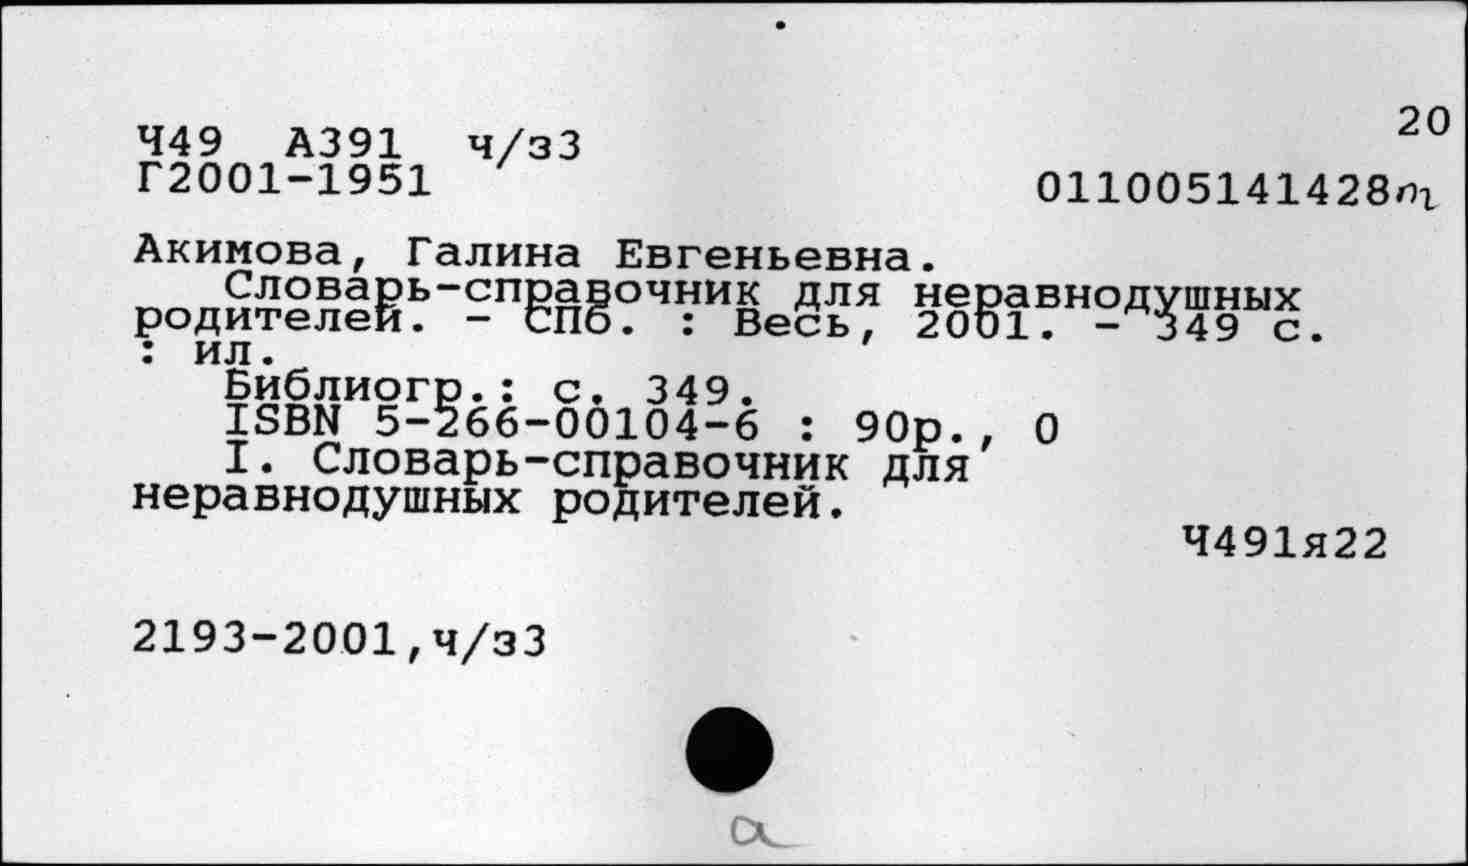 20
Ч49 А391 ч/з3
Г2001-1951
011005141428
Акимова, Галина Евгеньевна.
Словарь-справочник для неравнодушных
родителей. - СПб. : Весь, 2001. - 349 с.
: ил.
Библиогр.: с. 349.
ISBN 5-266-00104-6 : 90р., 0
I. Словарь-справочник для
неравнодушных родителей.
Ч491я22
2193-2001,ч/з3
а